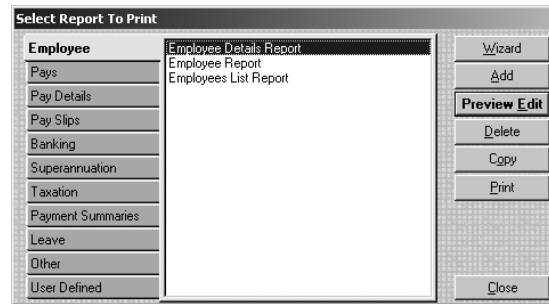 Select Report To Print
Employee
Pays
Pay Details
Pay Slips
Banking
Superannuation
Taxation
Payment Summaries
Leave
Other
User Defined
Employee Details Report
Employee Report
Employees List Report
Wizard
Add
Preview Edit
Delete
Copy
Print
Close